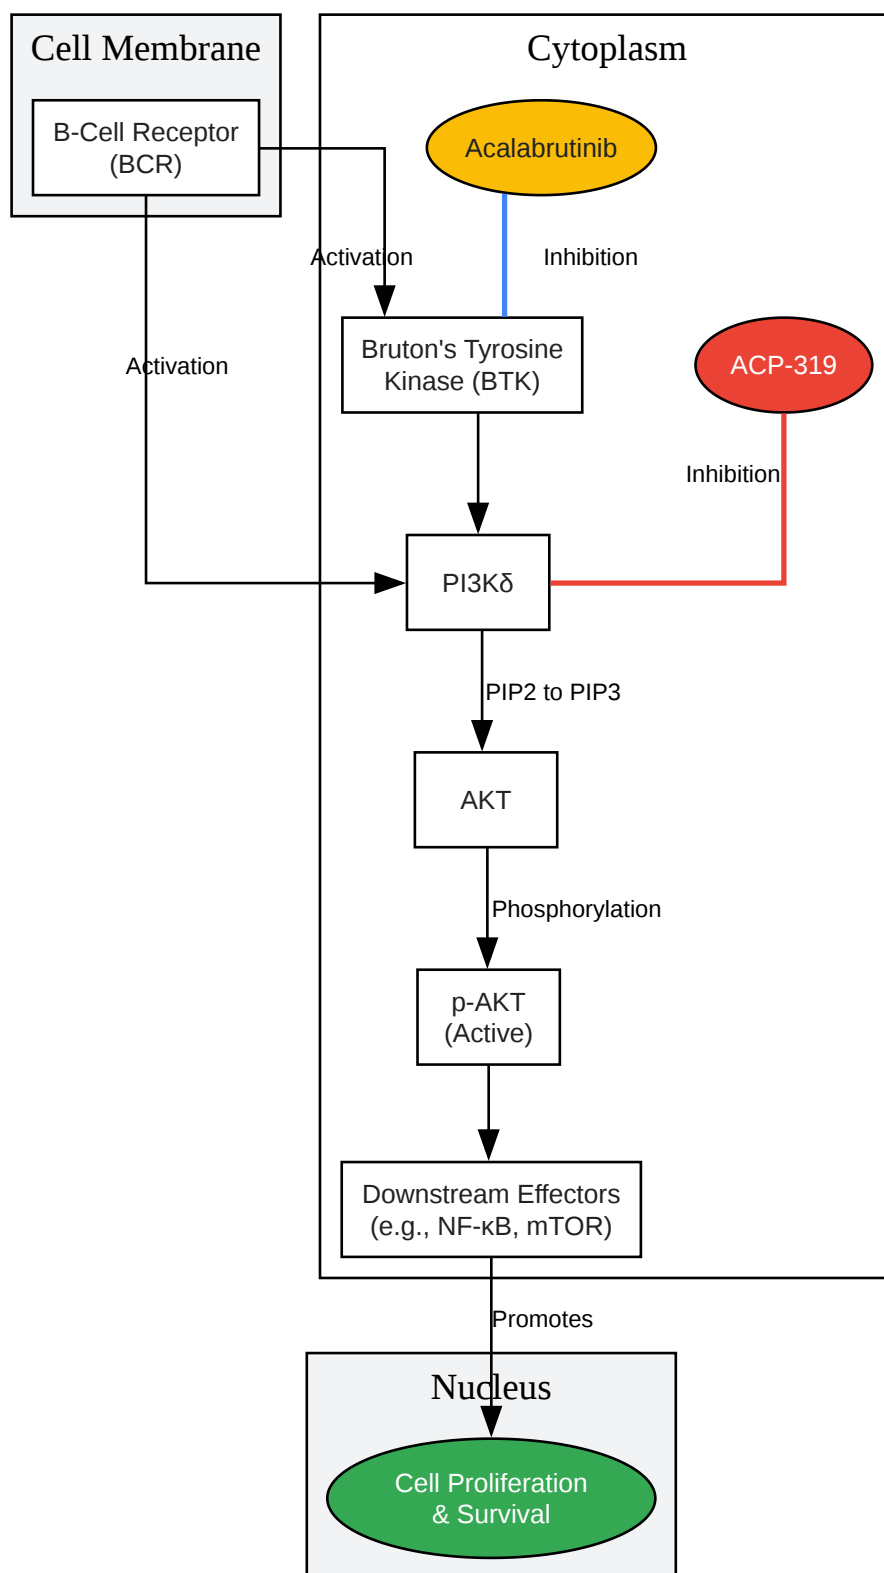 Cell Membrane
Cytoplasm
B-Cell Receptor
(BCR)
Acalabrutinib
Activation
Inhibition
Bruton's Tyrosine
Kinase (BTK)
ACP-319
Activation
Inhibition
PI3Kδ
PIP2 to PIP3
AKT
Phosphorylation
p-AKT
(Active)
Downstream Effectors
(e.g., NF-κB, mTOR)
Promotes
Nucleus
Cell Proliferation
& Survival